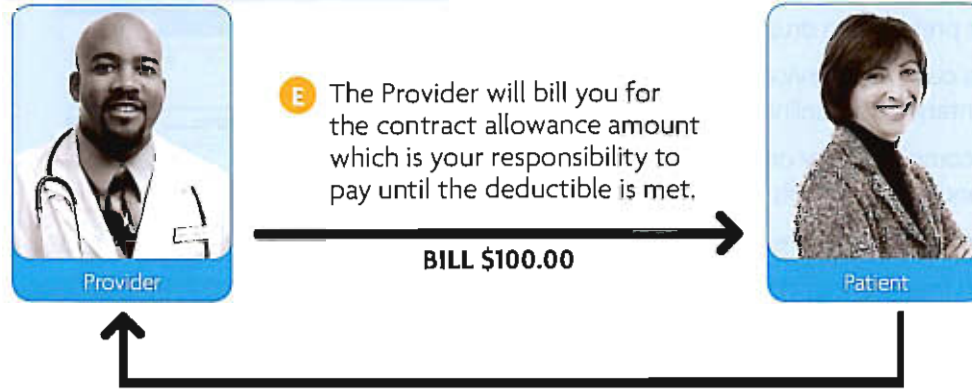 E The Provider will bill you for
the contract allowance amount
which is your responsibility to
pay until the deductible is met.
BILL $100.00
Provider
Patient